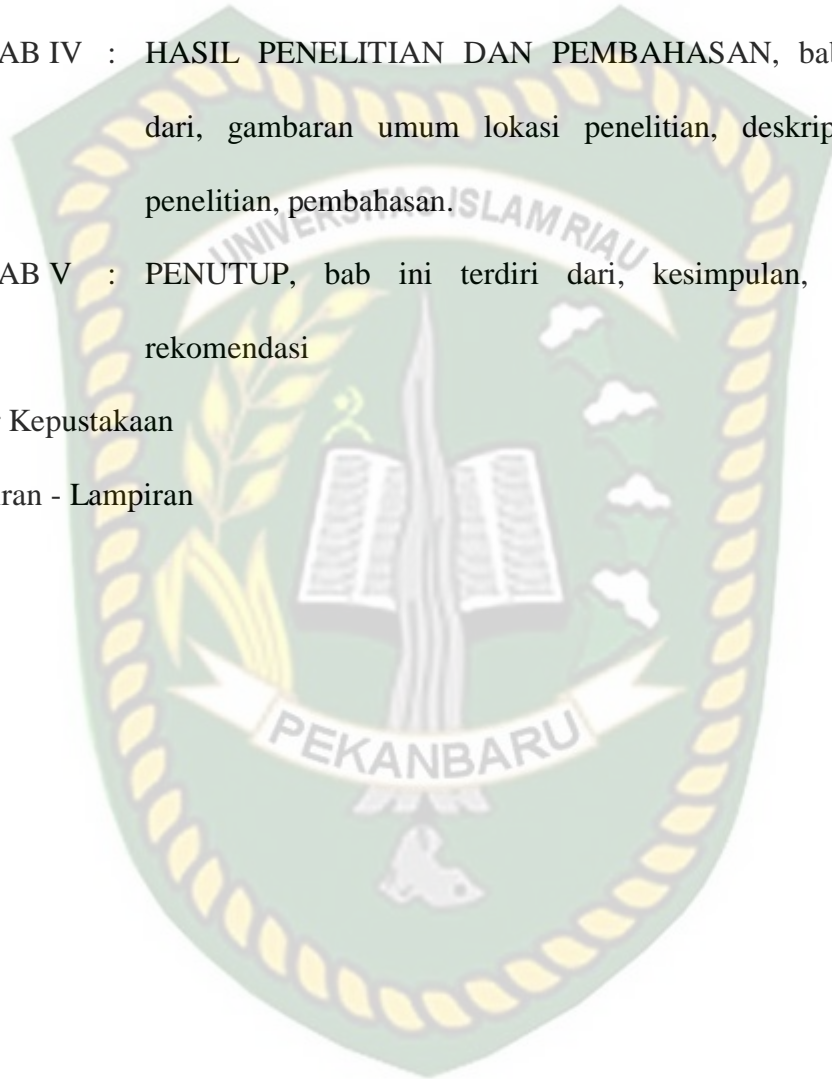 AB IV : HASIL PENELITIAN DAN PEMBAHASAN, bab
dari, gambaran umum lokasi penelitian, deskrip
penelitian, pembahasan.
UNIVERSITAS ISLAM RIAU
AB V : PENUTUP, bab ini terdiri dari, kesimpulan,
rekomendasi
Kepustakaan
ran - Lampiran
PEKANBARU